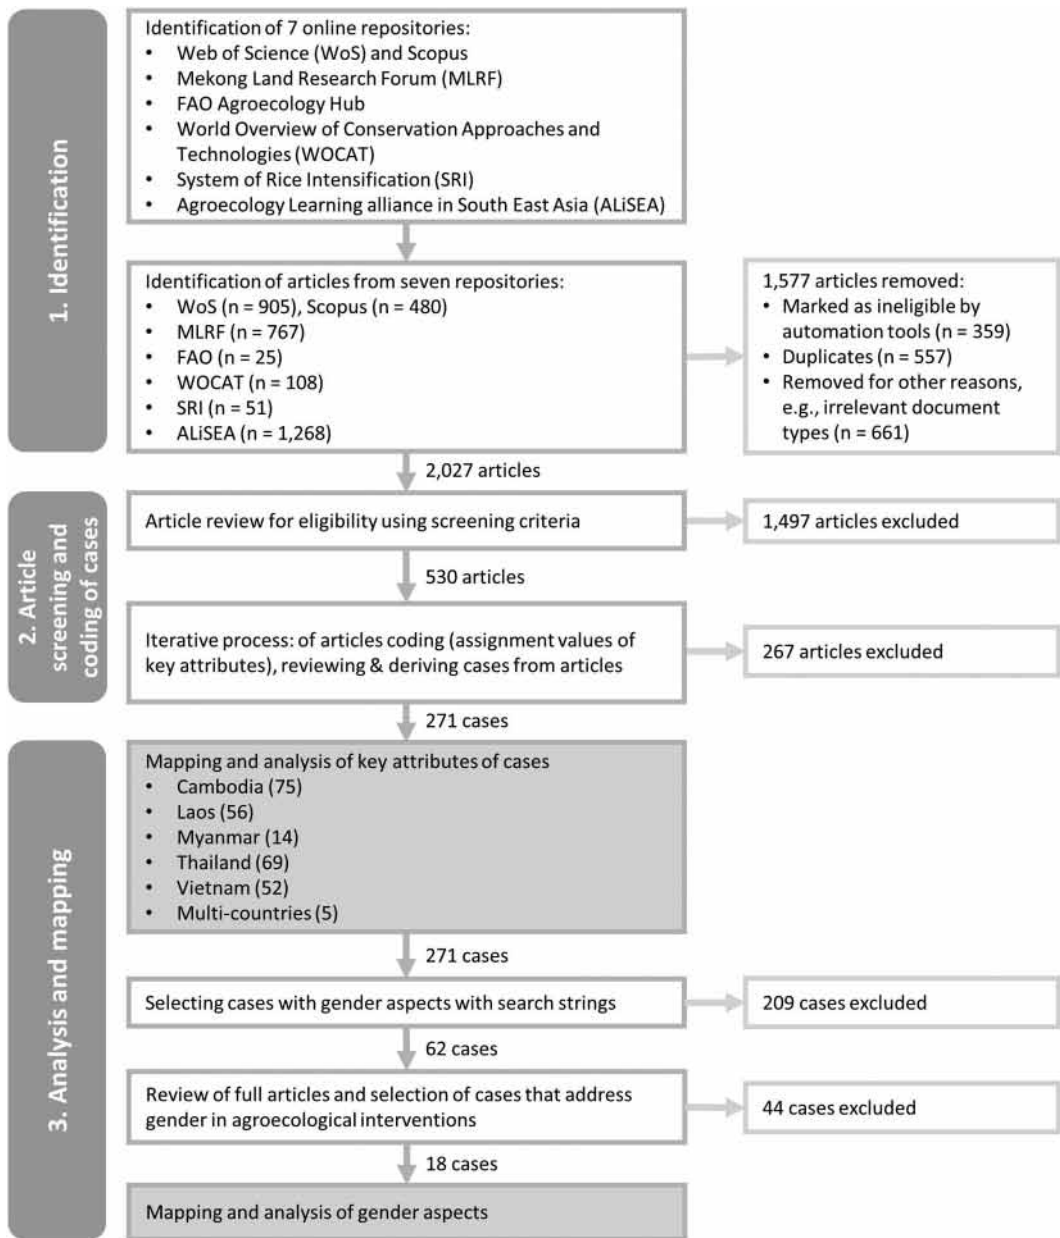 1. Identification
Identification of 7 online repositories:
• Web of Science (WoS) and Scopus
• Mekong Land Research Forum (MLRF)
• FAO Agroecology Hub
• World Overview of Conservation Approaches and
Technologies (WOCAT)
• System of Rice Intensification (SRI)
• Agroecology Learning alliance in South East Asia (ALiSEA)
Identification of articles from seven repositories:
• WoS (n = 905), Scopus (n = 480)
• MLRF (n = 767)
• FAO (n = 25)
• WOCAT (n = 108)
• SRI (n = 51)
• ALiSEA (n = 1,268)
1,577 articles removed:
• Marked as ineligible by
automation tools (n = 359)
• Duplicates (n = 557)
• Removed for other reasons,
e.g., irrelevant document
types (n = 661)
2,027 articles
2. Article
screening and
coding of cases
Article review for eligibility using screening criteria
1,497 articles excluded
530 articles
Iterative process: of articles coding (assignment values of
key attributes), reviewing & deriving cases from articles
267 articles excluded
271 cases
3. Analysis and mapping
Mapping and analysis of key attributes of cases
• Cambodia (75)
• Laos (56)
• Myanmar (14)
• Thailand (69)
• Vietnam (52)
• Multi-countries (5)
271 cases
Selecting cases with gender aspects with search strings
209 cases excluded
62 cases
Review of full articles and selection of cases that address
gender in agroecological interventions
44 cases excluded
18 cases
Mapping and analysis of gender aspects